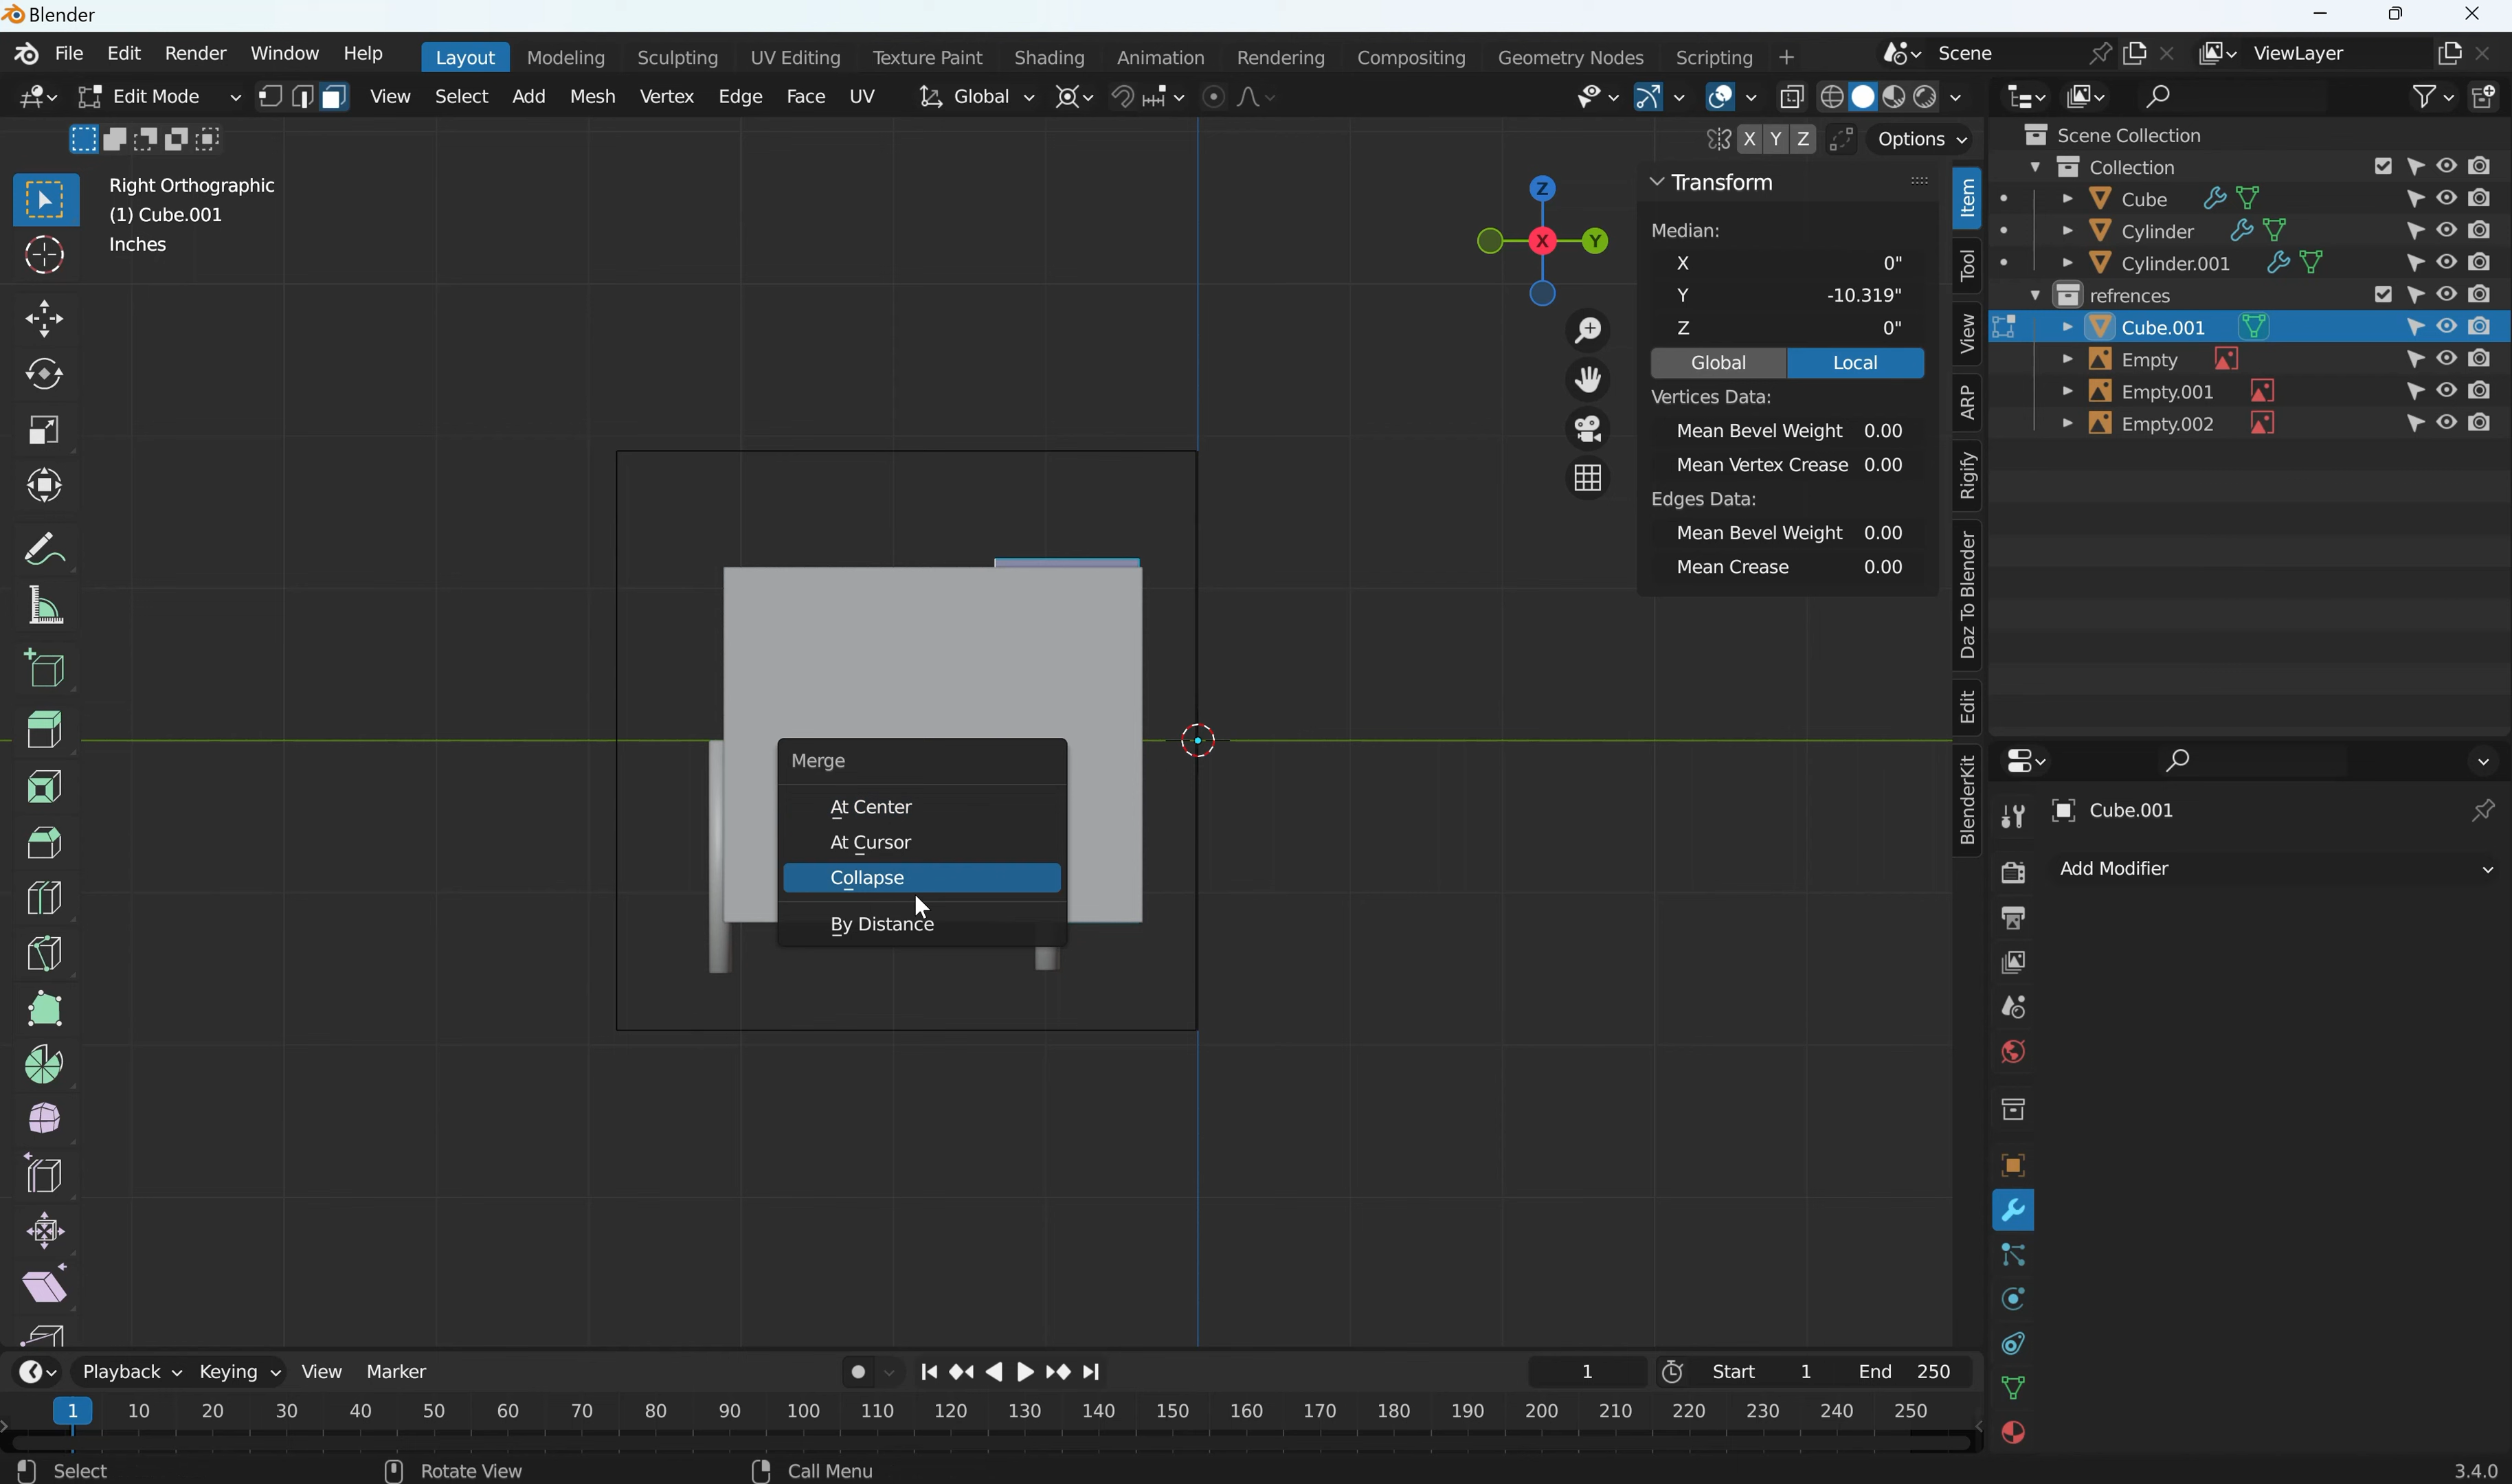 Blender
File Edit Render Window Help Layout Modeling Sculpting UV Editing Texture Paint Shading Animation Rendering Compositing Geometry Nodes Scripting + Scene ViewLayer
Edit Mode View Select Add Mesh Vertex Edge Face UV Global
X Y Z Options
Right Orthographic
(1) Cube.001
Inches
Z
X
Y
Transform
Median:
X 0"
Y -10.319"
Z 0"
Global Local
Vertices Data:
Mean Bevel Weight 0.00
Mean Vertex Crease 0.00
Edges Data:
Mean Bevel Weight 0.00
Mean Crease 0.00
Item
Tool
View
ARP
Rigify
Daz To Blender
Edit
BlenderKit
Scene Collection
Collection
Cube
Cylinder
Cylinder.001
refrences
Cube.001
Empty
Empty.001
Empty.002
Cube.001
Add Modifier
Merge
At Center
At Cursor
Collapse
By Distance
Playback Keying View Marker 1 Start 1 End 250
1 10 20 30 40 50 60 70 80 90 100 110 120 130 140 150 160 170 180 190 200 210 220 230 240 250
Select Rotate View Call Menu 3.4.0